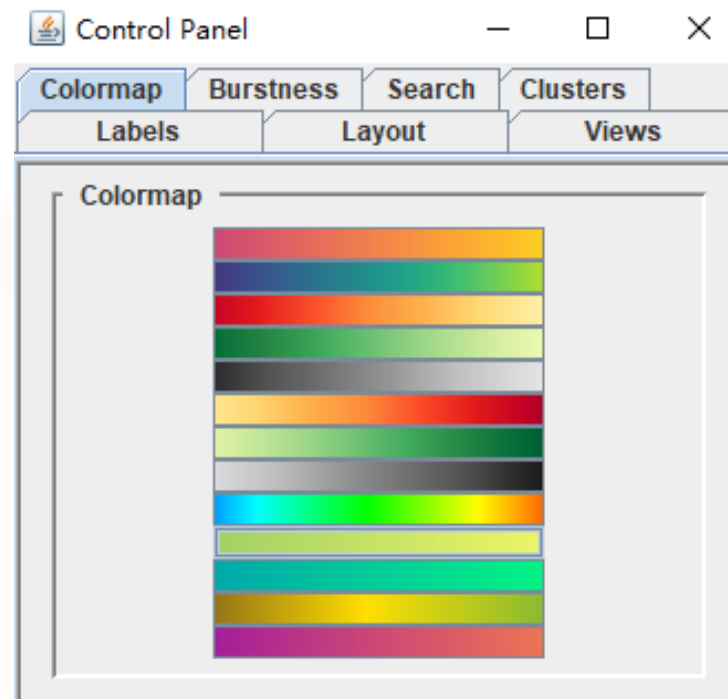 Control Panel
Colormap Burstness Search Clusters
Labels Layout Views
Colormap